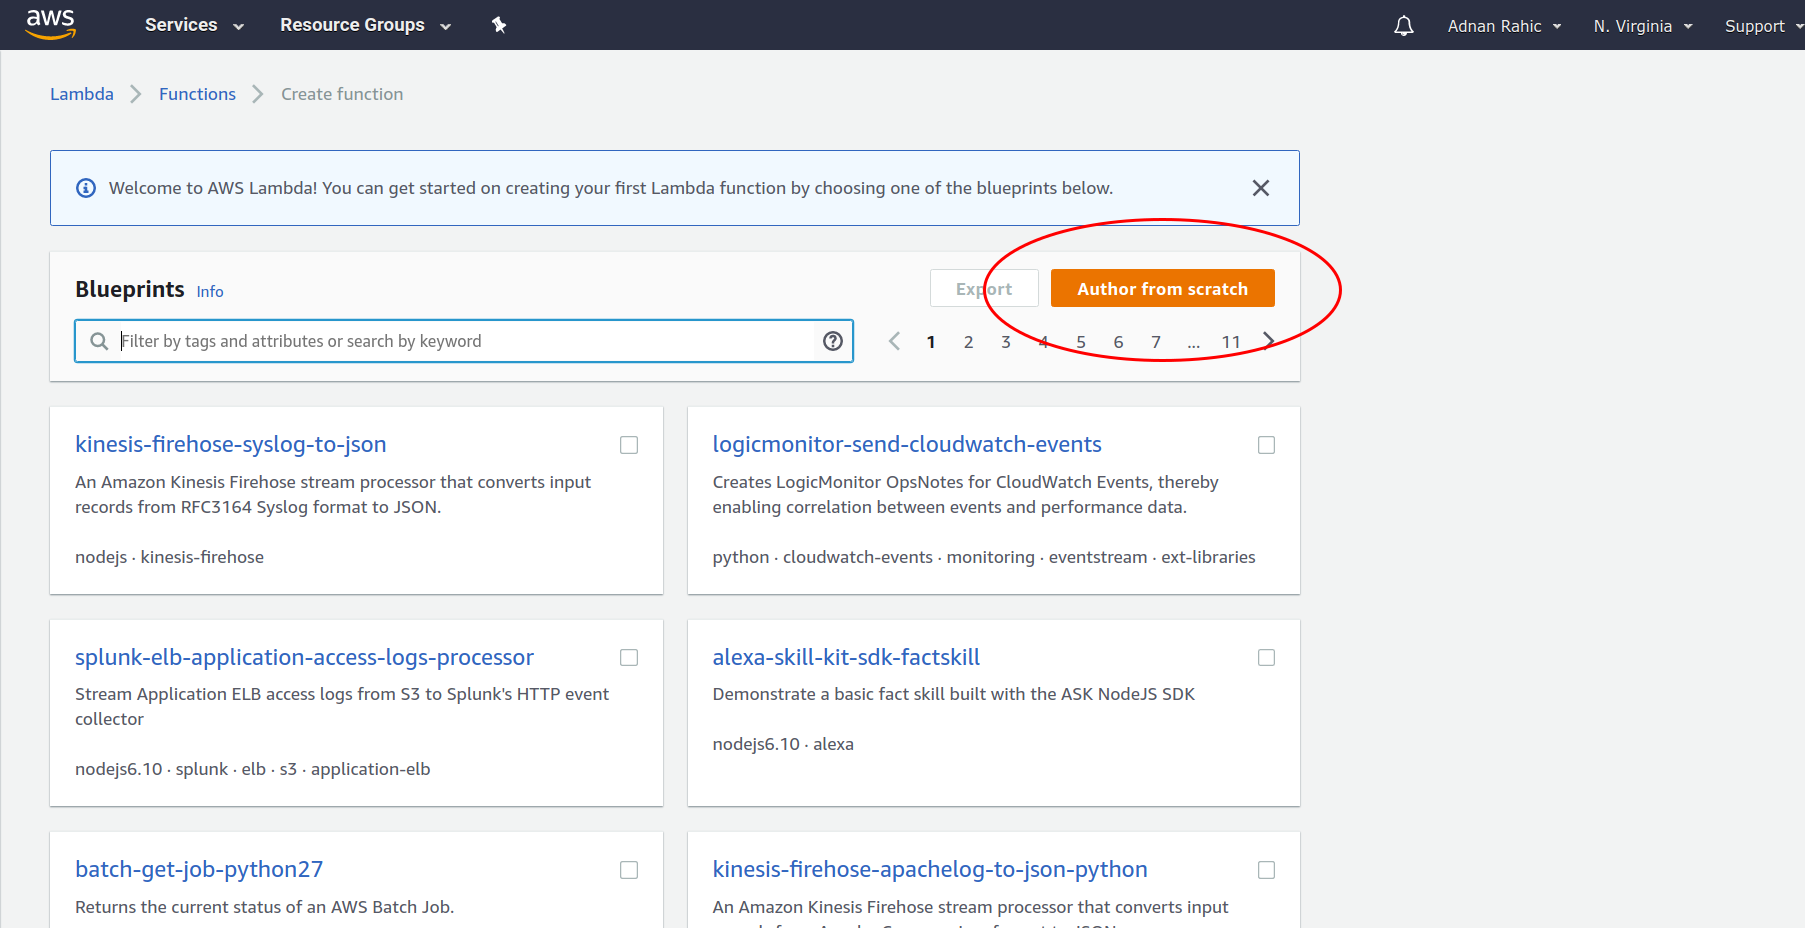 aws Services Resource Groups Adnan Rahic N. Virginia Support
Lambda Functions Create function
Welcome to AWS Lambda! You can get started on creating your first Lambda function by choosing one of the blueprints below.
Blueprints Info Export Author from scratch
Filter by tags and attributes or search by keyword 1 2 3 4 5 6 7 ... 11
kinesis-firehose-syslog-to-json
An Amazon Kinesis Firehose stream processor that converts input
records from RFC3164 Syslog format to JSON.
nodejs · kinesis-firehose
logicmonitor-send-cloudwatch-events
Creates LogicMonitor OpsNotes for CloudWatch Events, thereby
enabling correlation between events and performance data.
python · cloudwatch-events · monitoring · eventstream · ext-libraries
splunk-elb-application-access-logs-processor
Stream Application ELB access logs from S3 to Splunk's HTTP event
collector
nodejs6.10 · splunk · elb · s3 · application-elb
alexa-skill-kit-sdk-factskill
Demonstrate a basic fact skill built with the ASK NodeJS SDK
nodejs6.10 · alexa
batch-get-job-python27
Returns the current status of an AWS Batch Job.
kinesis-firehose-apachelog-to-json-python
An Amazon Kinesis Firehose stream processor that converts input